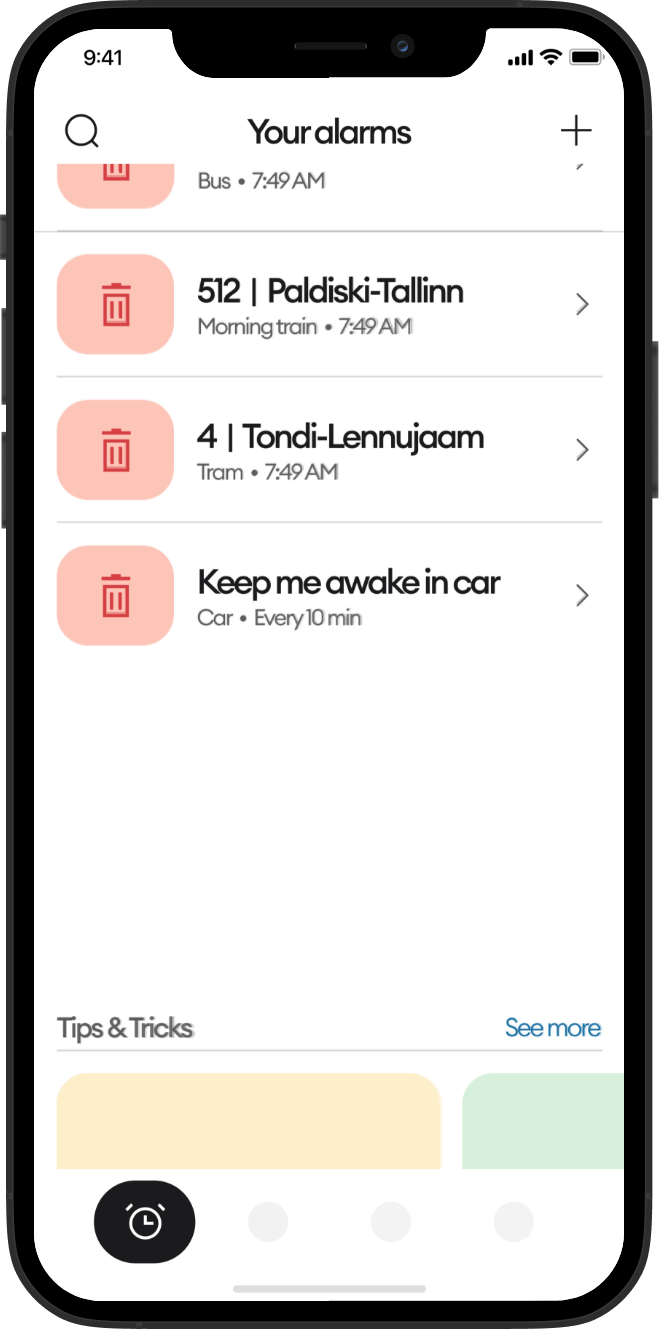 9:41
Your alarms
Bus • 7:49 AM
512 | Paldiski-Tallinn
Morning train • 7:49 AM
4 | Tondi-Lennujaam
Tram • 7:49 AM
Keep me awake in car
Car • Every 10 min
Tips & Tricks
See more